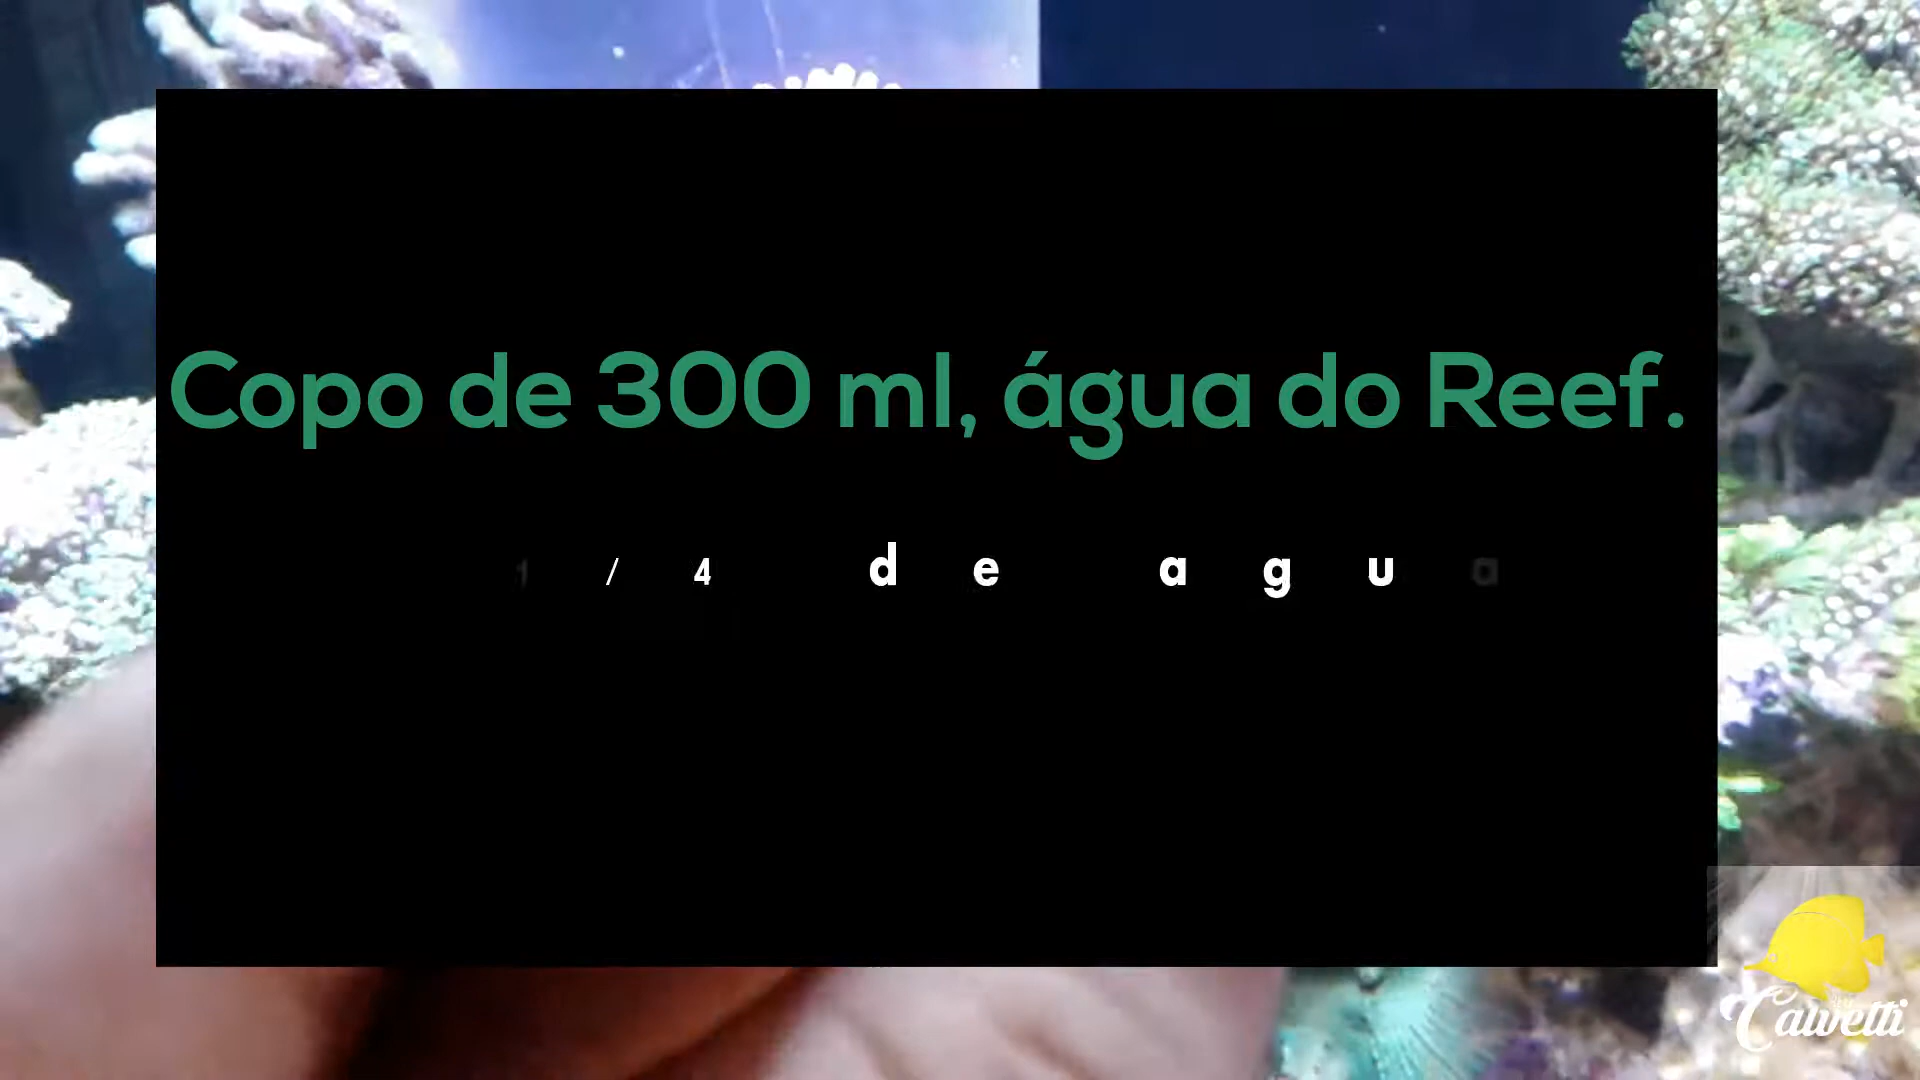 Copo de 300 ml, água do Reef.
1/4 de agua
Calvetti